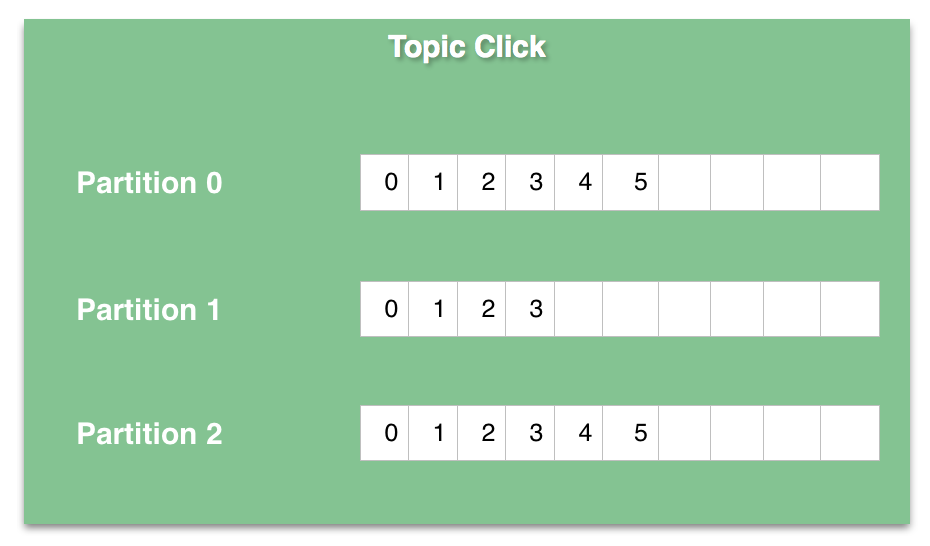 Topic Click
Partition 0 0 1 2 3 4 5
Partition 1 0 1 2 3
Partition 2 0 1 2 3 4 5